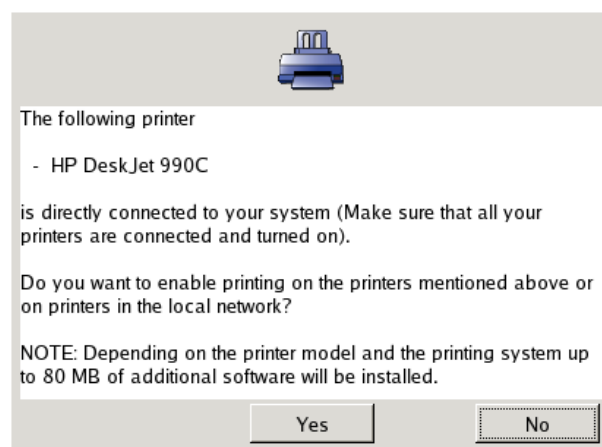 The following printer
- HP DeskJet 990C
is directly connected to your system (Make sure that all your
printers are connected and turned on).
Do you want to enable printing on the printers mentioned above or
on printers in the local network?
NOTE: Depending on the printer model and the printing system up
to 80 MB of additional software will be installed.
Yes
No